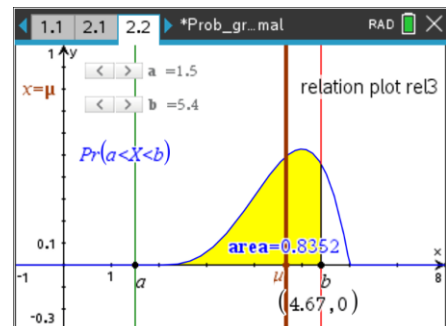 1.1 2.1 2.2 *Prob_gr…mal RAD
1 y
< > a =1.5
x=μ
relation plot rel3
< > b =5.4
Pr(a<X<b)
area=0.8352
0.1
x
-1 1 a μ b 8
(4.67,0)
-0.3